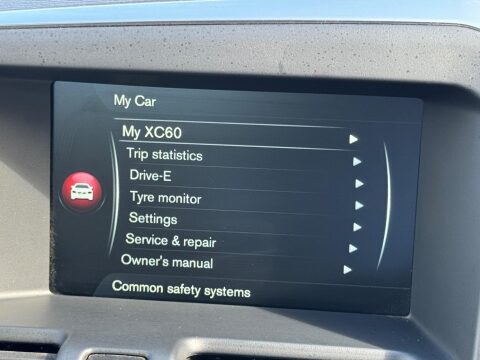 My Car
My XC60
Trip statistics
Drive-E
Tyre monitor
Settings
Service & repair
Owner's manual
Common safety systems